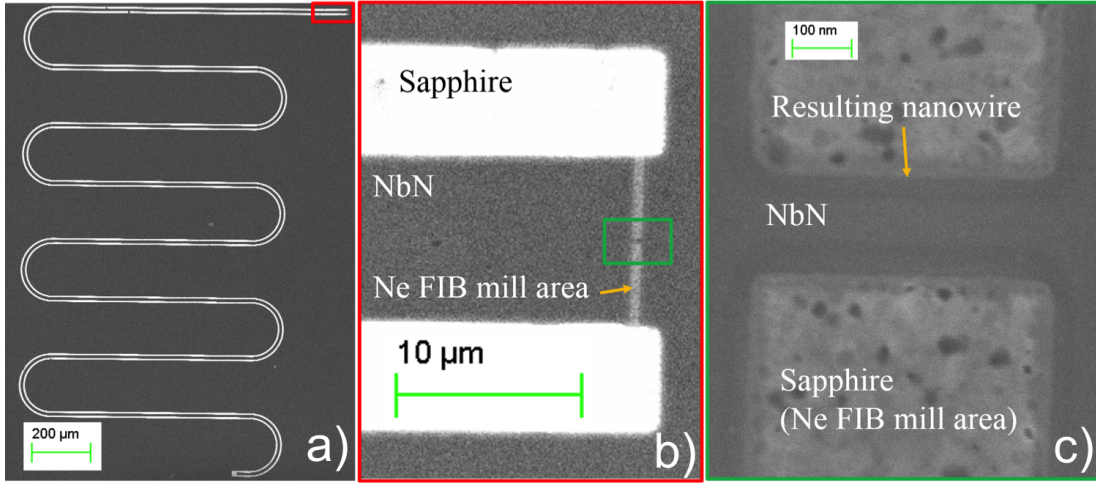 200 µm
a)
Sapphire
NbN
Ne FIB mill area
10 µm
b)
100 nm
Resulting nanowire
NbN
Sapphire
(Ne FIB mill area)
c)